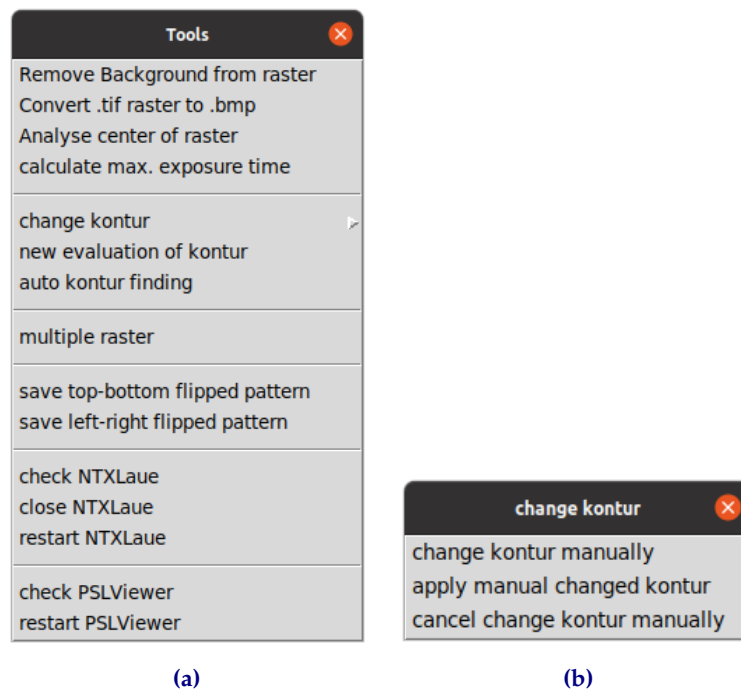 Tools
Remove Background from raster
Convert .tif raster to .bmp
Analyse center of raster
calculate max. exposure time
change kontur
new evaluation of kontur
auto kontur finding
multiple raster
save top-bottom flipped pattern
save left-right flipped pattern
check NTXLaue
close NTXLaue
restart NTXLaue
check PSLViewer
restart PSLViewer
(a)
change kontur
change kontur manually
apply manual changed kontur
cancel change kontur manually
(b)